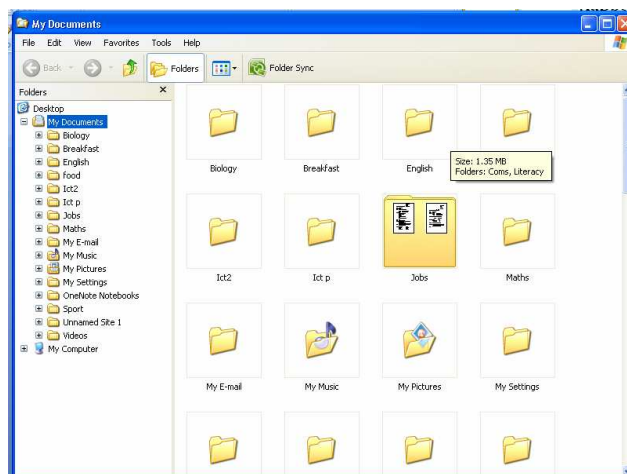 My Documents
File Edit View Favorites Tools Help
Back Folders Folder Sync
Folders
Desktop
My Documents
Biology
Breakfast
English
food
Ict2
Ict p
Jobs
Maths
My E-mail
My Music
My Pictures
My Settings
OneNote Notebooks
Sport
Unnamed Site 1
Videos
My Computer
Biology Breakfast English
Size: 1.35 MB
Folders: Coms, Literacy
Ict2 Ict p Jobs Maths
My E-mail My Music My Pictures My Settings